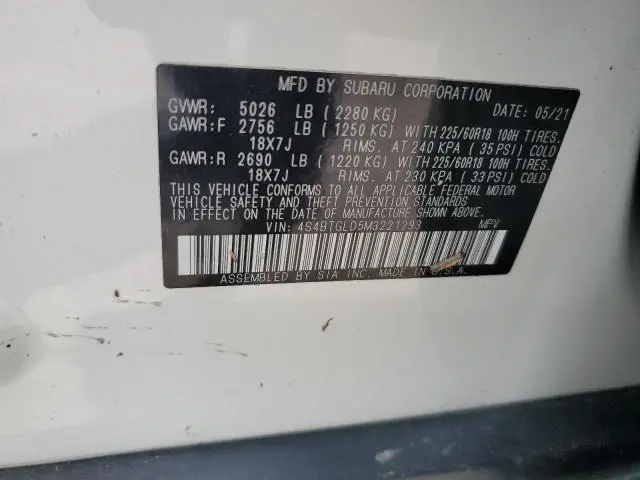 MFD BY SUBARU CORPORATION
GVWR: 5026 LB ( 2280 KG) DATE: 05/21
GAWR:F 2756 LB ( 1250 KG) WITH 225/60R18 100H TIRES.
18X7J RIMS. AT 240 KPA ( 35 PSI) COLD
GAWR:R 2690 LB ( 1220 KG) WITH 225/60R18 100H TIRES.
18X7J RIMS. AT 230 KPA ( 33 PSI) COLD
THIS VEHICLE CONFORMS TO ALL APPLICABLE FEDERAL MOTOR
VEHICLE SAFETY AND THEFT PREVENTION STANDARDS IN EFFECT
ON THE DATE OF MANUFACTURE SHOWN ABOVE.
VIN: 4S4BTGLD5M3221293 MPV
ASSEMBLED BY SIA INC. MADE IN U.S.A.